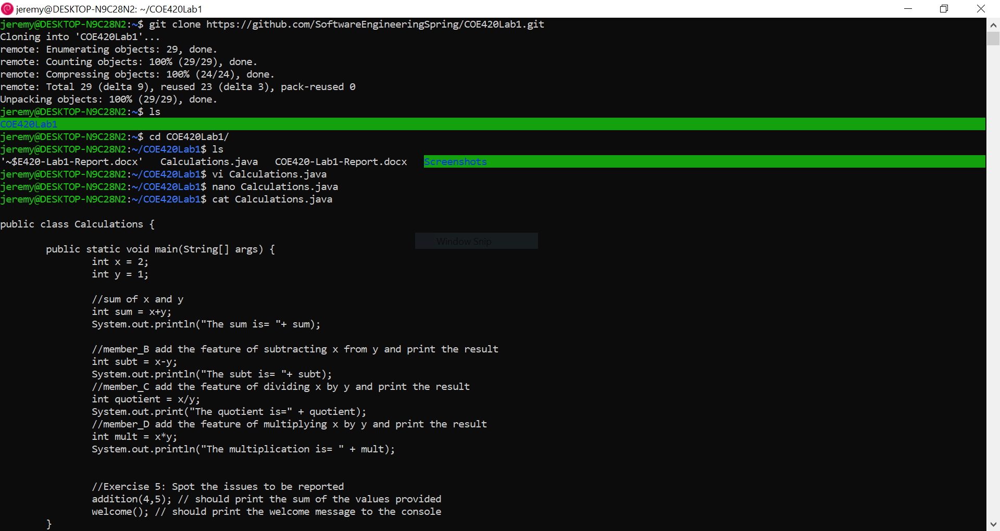 jeremy@DESKTOP-N9C28N2: ~/COE420Lab1
jeremy@DESKTOP-N9C28N2:~$ git clone https://github.com/SoftwareEngineeringSpring/COE420Lab1.git
Cloning into 'COE420Lab1'...
remote: Enumerating objects: 29, done.
remote: Counting objects: 100% (29/29), done.
remote: Compressing objects: 100% (24/24), done.
remote: Total 29 (delta 9), reused 23 (delta 3), pack-reused 0
Unpacking objects: 100% (29/29), done.
jeremy@DESKTOP-N9C28N2:~$ ls
COE420Lab1
jeremy@DESKTOP-N9C28N2:~$ cd COE420Lab1/
jeremy@DESKTOP-N9C28N2:~/COE420Lab1$ ls
'~$E420-Lab1-Report.docx'   Calculations.java   COE420-Lab1-Report.docx   Screenshots
jeremy@DESKTOP-N9C28N2:~/COE420Lab1$ vi Calculations.java
jeremy@DESKTOP-N9C28N2:~/COE420Lab1$ nano Calculations.java
jeremy@DESKTOP-N9C28N2:~/COE420Lab1$ cat Calculations.java
public class Calculations {
Window Snip
        public static void main(String[] args) {
                int x = 2;
                int y = 1;
                //sum of x and y
                int sum = x+y;
                System.out.println("The sum is= "+ sum);
                //member_B add the feature of subtracting x from y and print the result
                int subt = x-y;
                System.out.println("The subt is= "+ subt);
                //member_C add the feature of dividing x by y and print the result
                int quotient = x/y;
                System.out.print("The quotient is=" + quotient);
                //member_D add the feature of multiplying x by y and print the result
                int mult = x*y;
                System.out.println("The multiplication is= " + mult);
                //Exercise 5: Spot the issues to be reported
                addition(4,5); // should print the sum of the values provided
                welcome(); // should print the welcome message to the console
        }